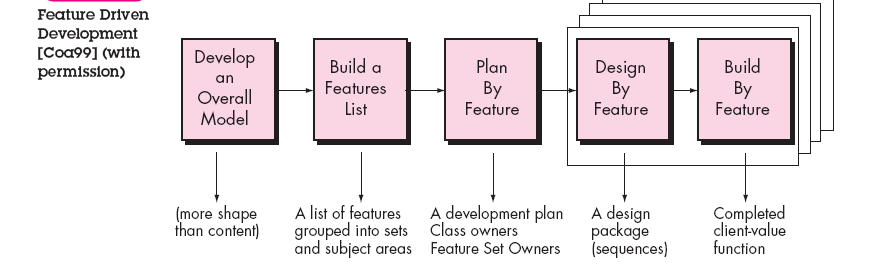 Feature Driven
Development
[Coa99] (with
permission)
Develop
an
Overall
Model
Build a
Features
List
Plan
By
Feature
Design
By
Feature
Build
By
Feature
(more shape
than content)
A list of features
grouped into sets
and subject areas
A development plan
Class owners
Feature Set Owners
A design
package
(sequences)
Completed
client-value
function